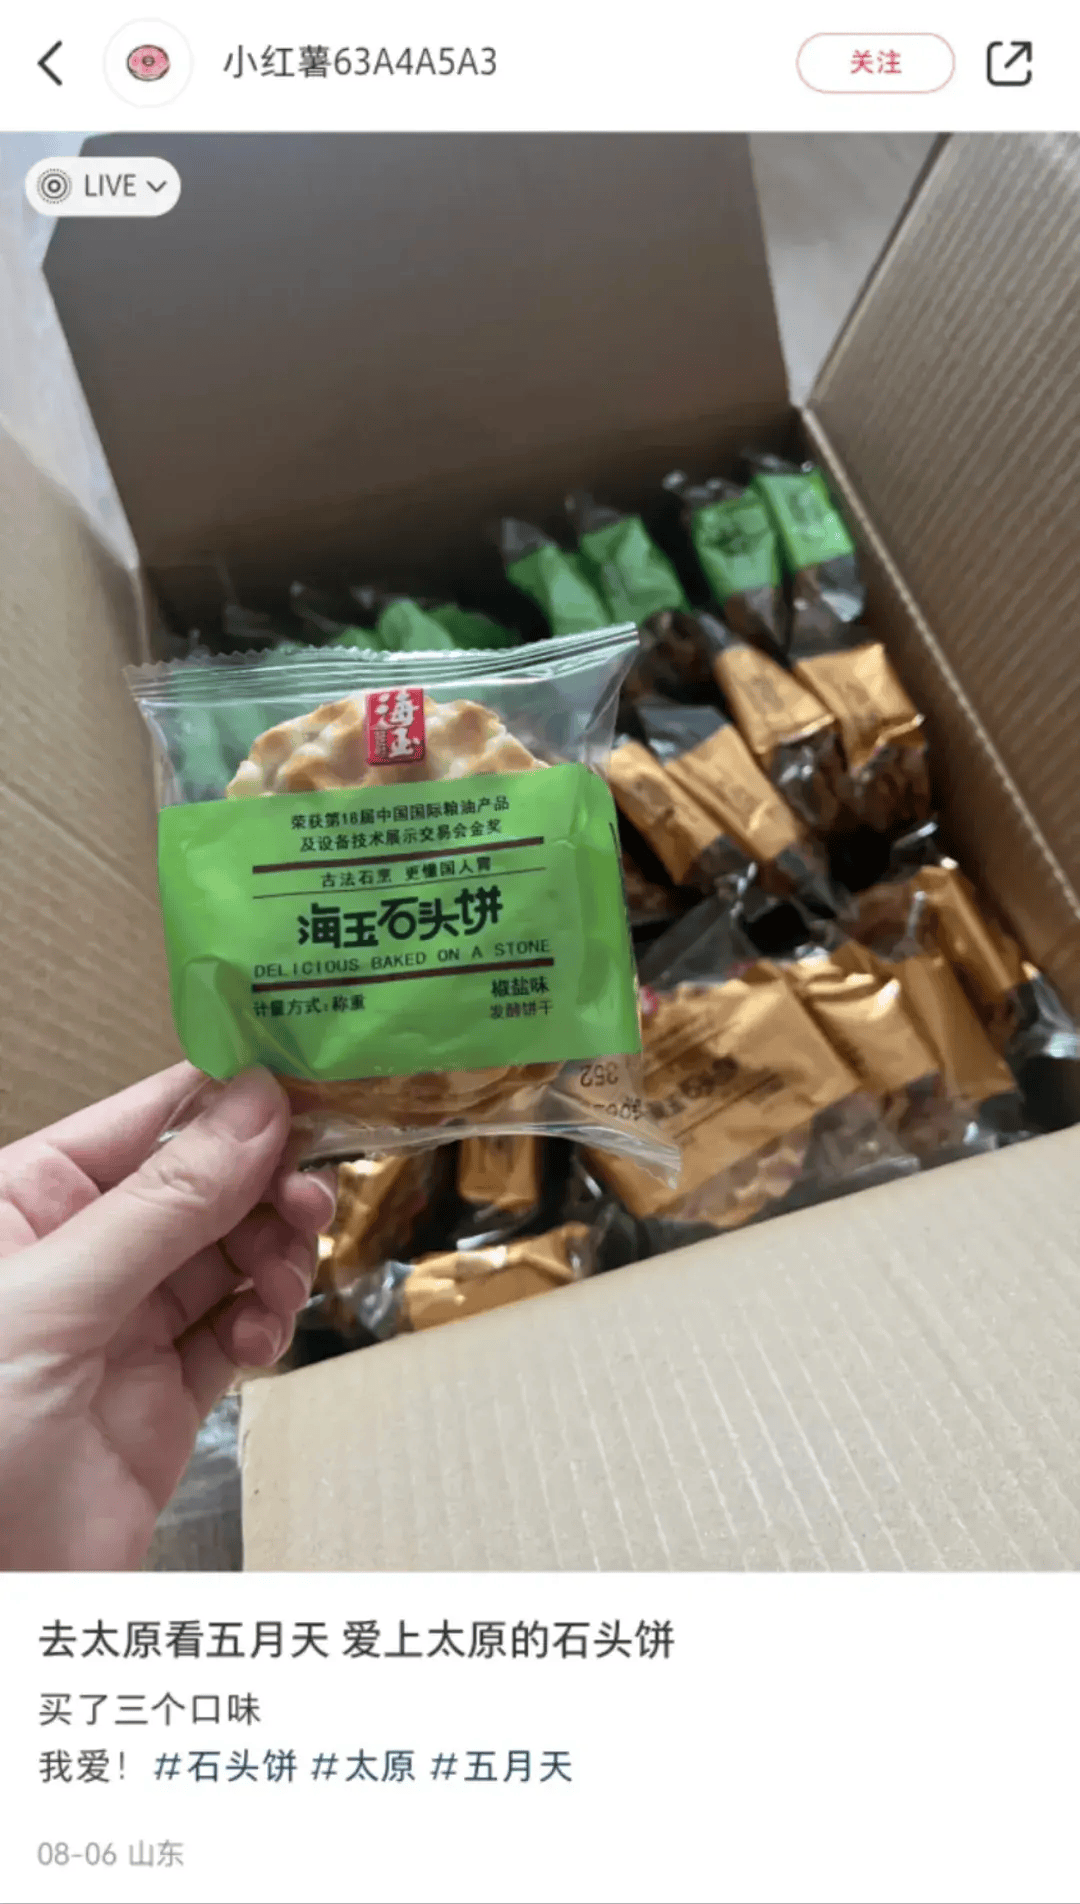 小红薯63A4A5A3
关注
LIVE
海玉
荣获第18届中国国际粮油产品
及设备技术展示交易会金奖
古法石烹 更懂国人胃
海玉石头饼
DELICIOUS BAKED ON A STONE
计量方式:称重
椒盐味
发酵饼干
352
去太原看五月天 爱上太原的石头饼
买了三个口味
我爱！#石头饼 #太原 #五月天
08-06 山东